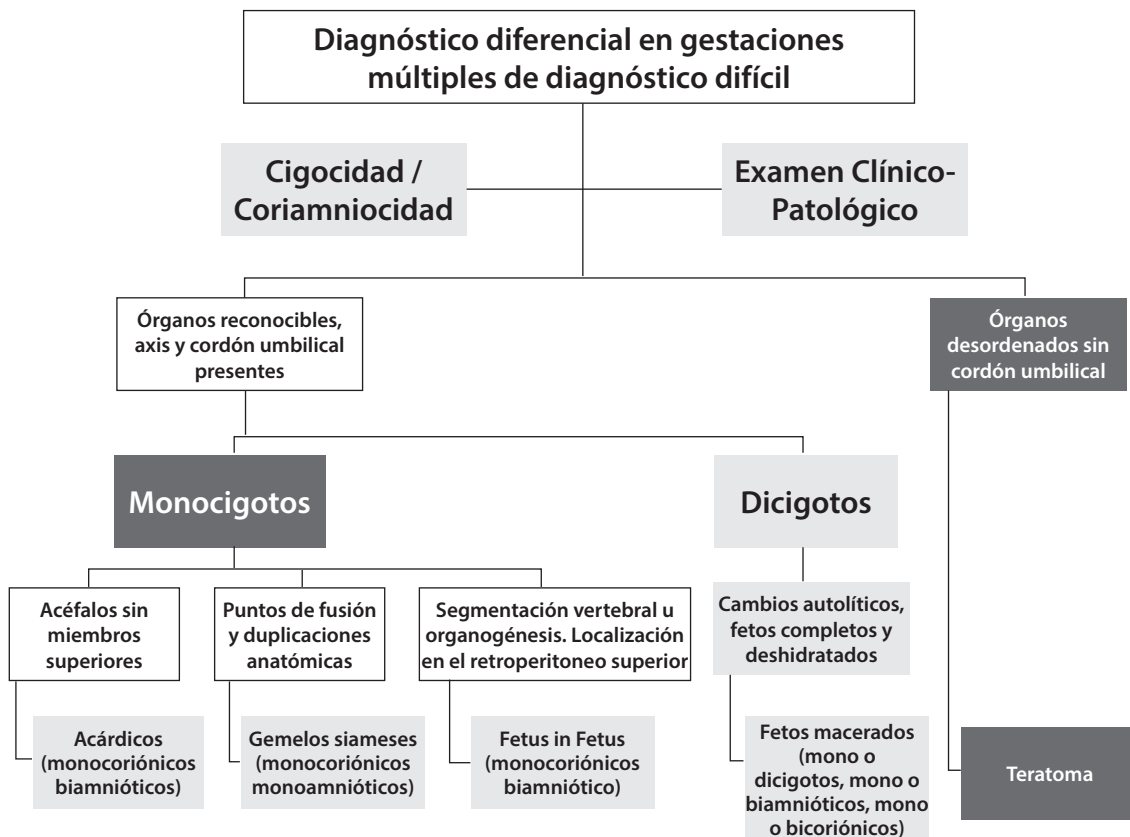 Diagnóstico diferencial en gestaciones
múltiples de diagnóstico difícil
Cigocidad /
Coriamniocidad
Examen Clínico-
Patológico
Órganos reconocibles,
axis y cordón umbilical
presentes
Órganos
desordenados sin
cordón umbilical
Monocigotos
Dicigotos
Acéfalos sin
miembros
superiores
Puntos de fusión
y duplicaciones
anatómicas
Segmentación vertebral u
organogénesis. Localización
en el retroperitoneo superior
Cambios autolíticos,
fetos completos y
deshidratados
Acárdicos
(monocoriónicos
biamnióticos)
Gemelos siameses
(monocoriónicos
monoamnióticos)
Fetus in Fetus
(monocoriónicos
biamniótico)
Fetos macerados
(mono o
dicigotos, mono o
biamnióticos, mono
o bicoriónicos)
Teratoma